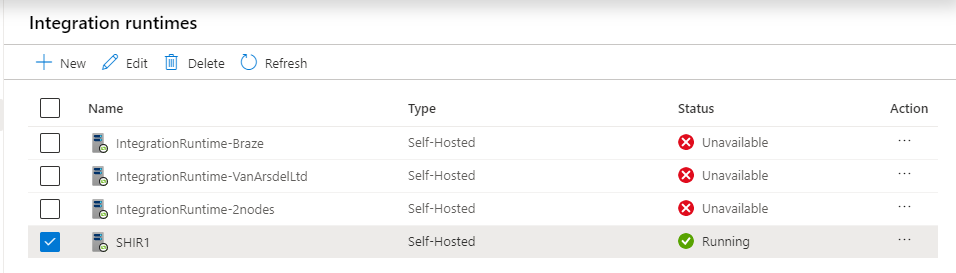 Integration runtimes
New Edit Delete Refresh
Name Type Status Action
IntegrationRuntime-Braze Self-Hosted Unavailable ...
IntegrationRuntime-VanArsdelLtd Self-Hosted Unavailable ...
IntegrationRuntime-2nodes Self-Hosted Unavailable ...
SHIR1 Self-Hosted Running ...